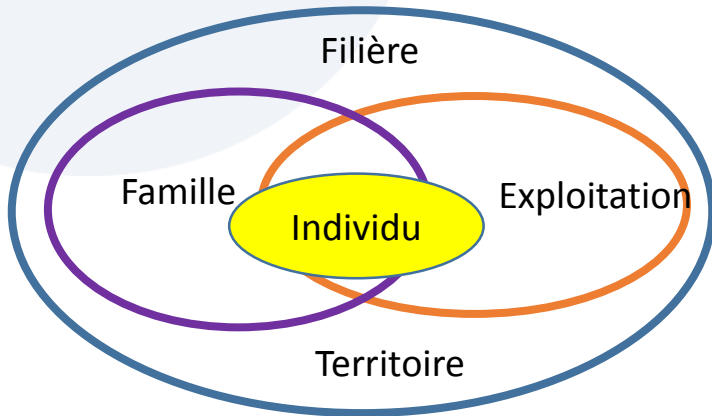 Filière
Famille
Exploitation
Individu
Territoire